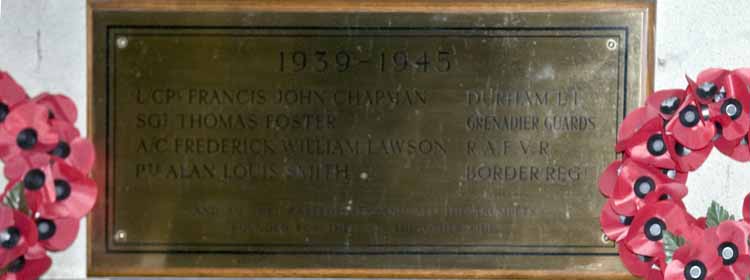 1939-1945
L/CPL FRANCIS JOHN CHAPMAN DURHAM L.I.
SGT THOMAS FOSTER GRENADIER GUARDS
A/C FREDERICK WILLIAM LAWSON R.A.F.V.R.
PTE ALAN LOUIS SMITH BORDER REGT
AND